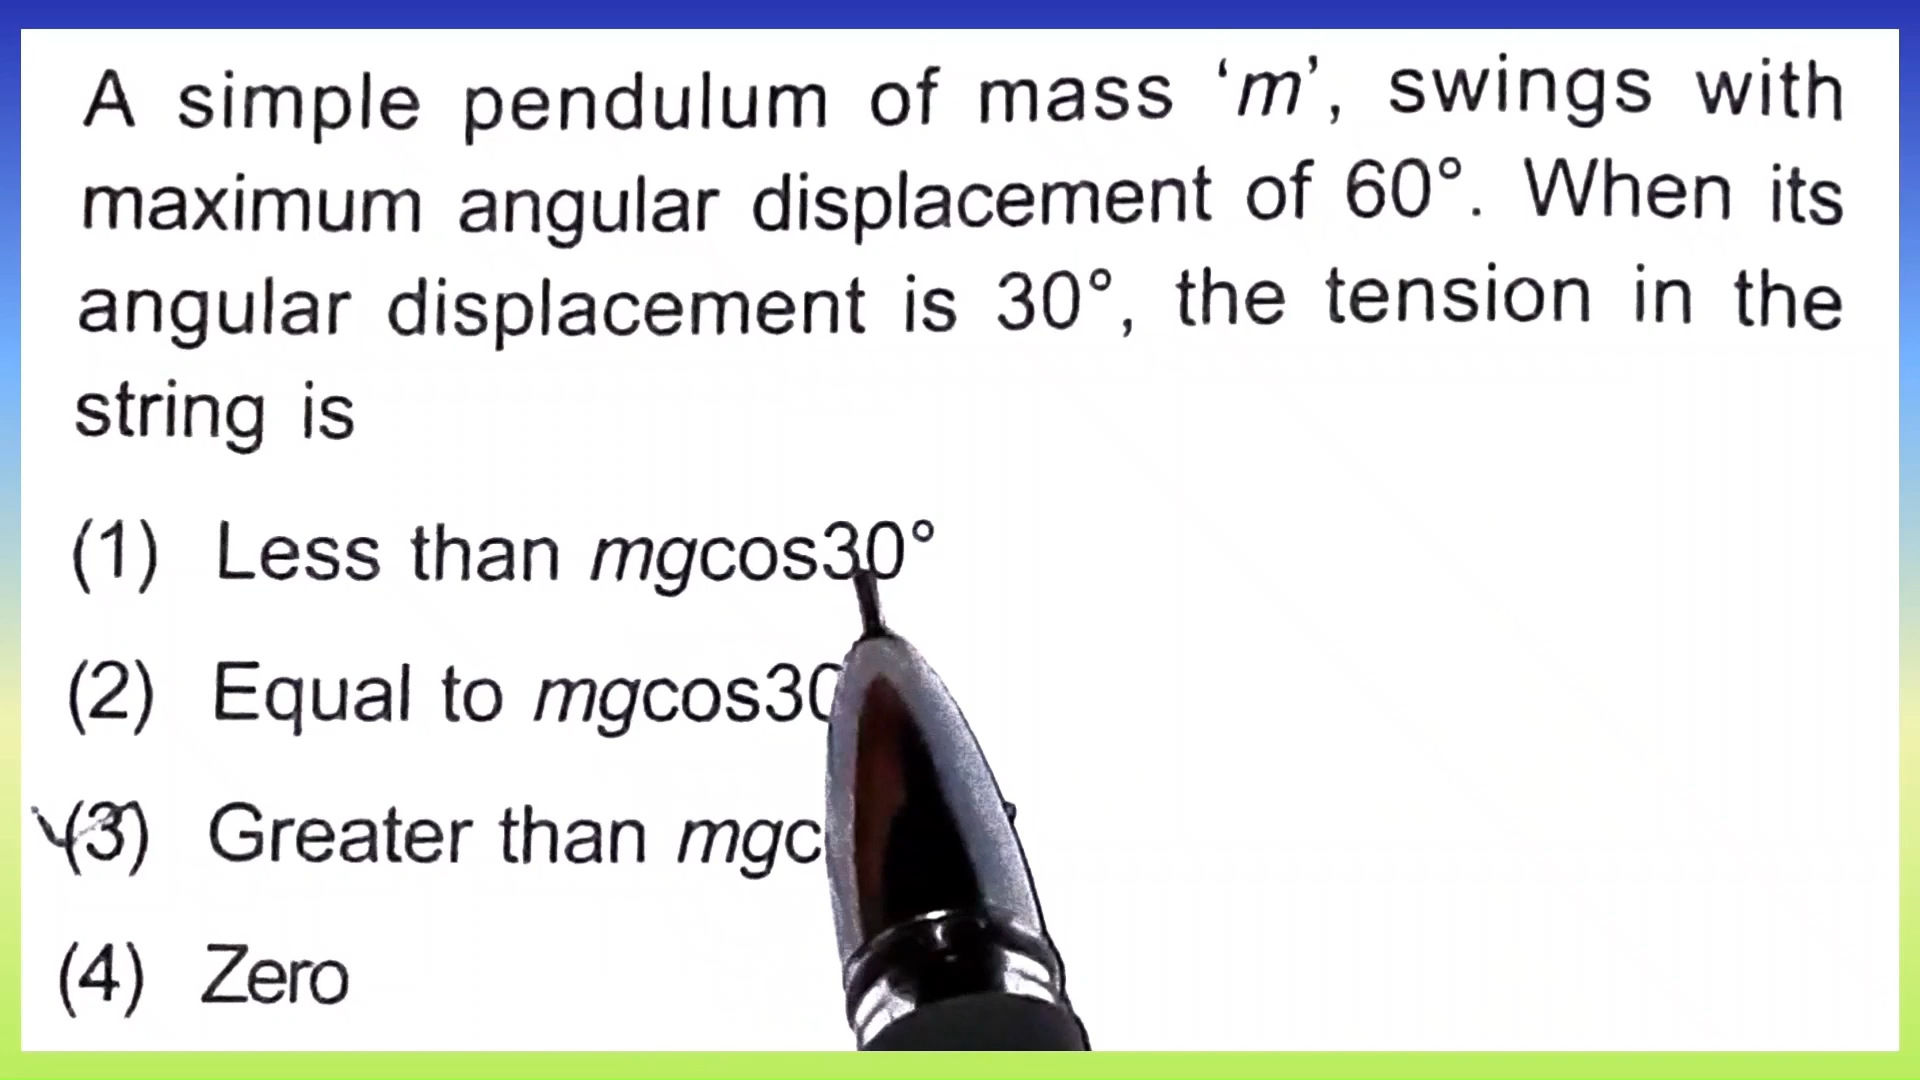 A simple pendulum of mass ‘m’, swings with
maximum angular displacement of 60°. When its
angular displacement is 30°, the tension in the
string is
(1) Less than mgcos30°
(2) Equal to mgcos30
(3) Greater than mgc
(4) Zero